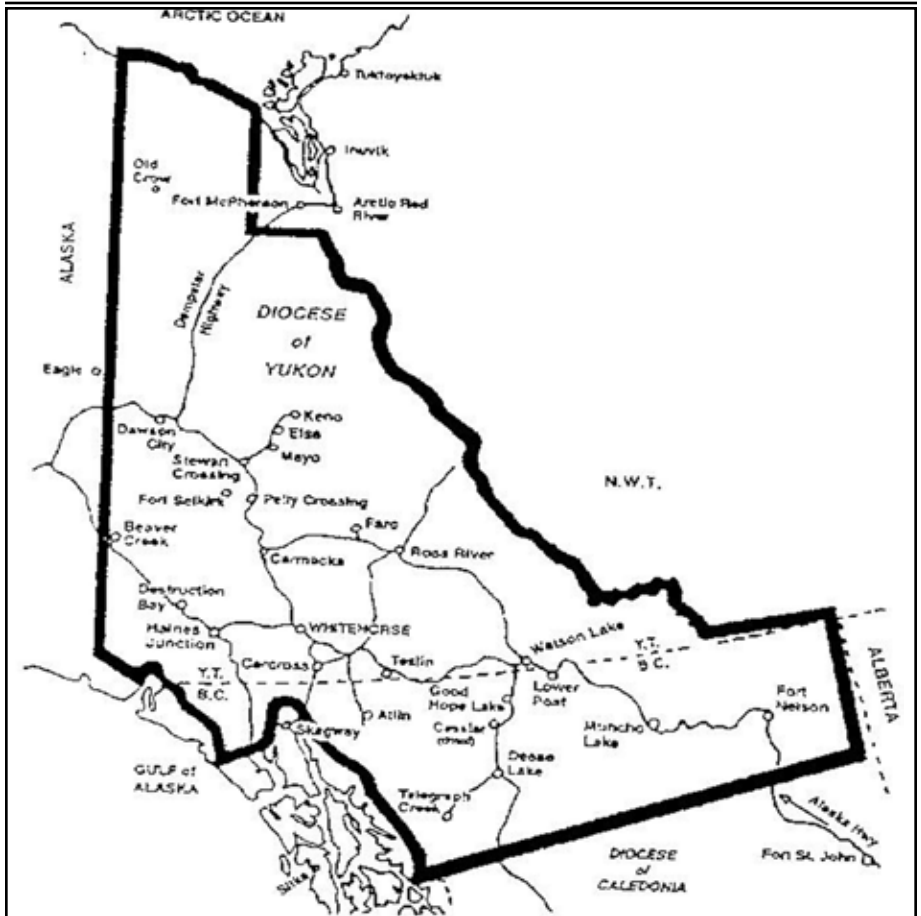 ARCTIC OCEAN
Tuktoyaktuk
Inuvik
Old
Crow
Fort McPherson
Arctic Red
River
ALASKA
Dempster
Highway
DIOCESE
of
YUKON
Eagle
Keno
Elsa
Mayo
Dawson
City
Stewart
Crossing
N.W.T.
Fort Selkirk
Pelly Crossing
Faro
Beaver
Creek
Carmacks
Ross River
Destruction
Bay
Haines
Junction
WHITEHORSE
Watson Lake
Y.T.
B.C.
Carcross
Teslin
Y.T.
B.C.
ALBERTA
Lower
Post
Good
Hope Lake
Fort
Nelson
Atlin
Cassiar
(closed)
Muncho
Lake
Skagway
GULF of
ALASKA
Dease
Lake
Telegraph
Creek
Alaska Hwy
Sitka
DIOCESE
of
CALEDONIA
Fort St. John